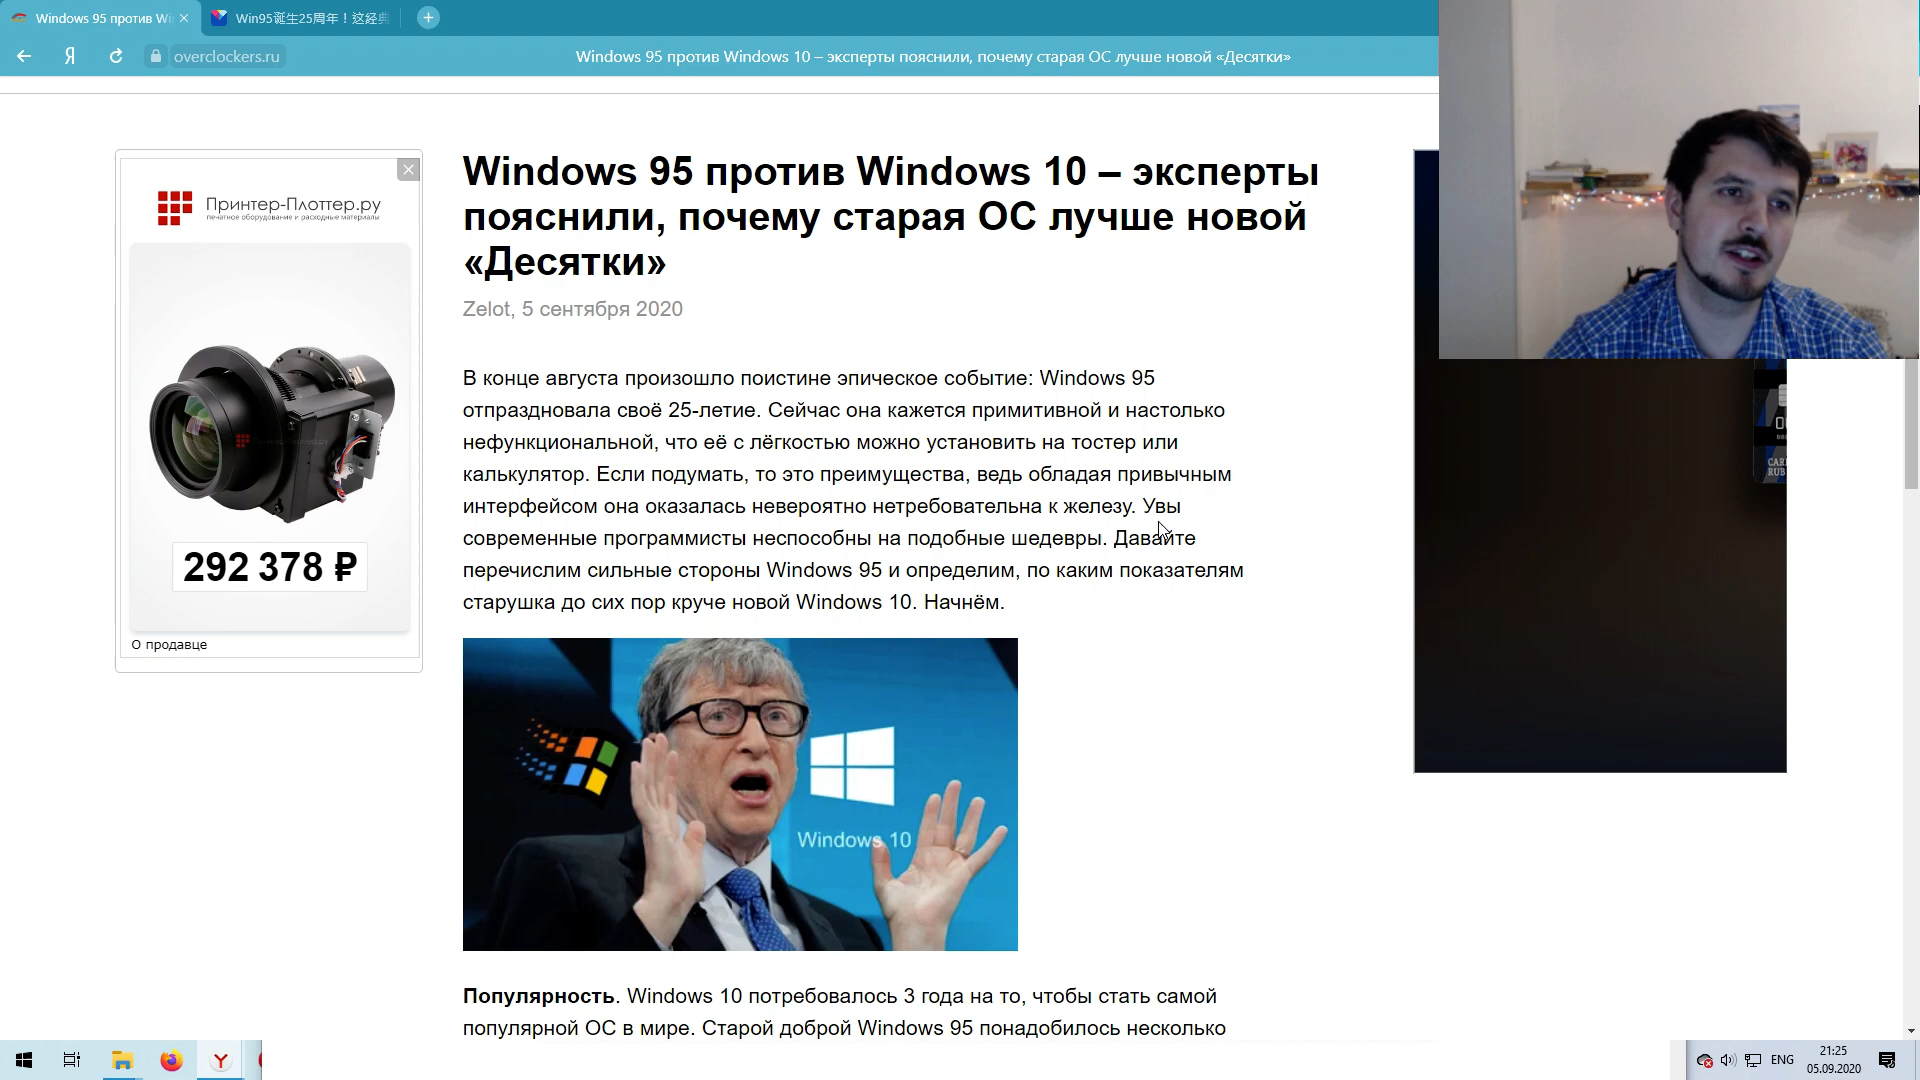 Windows 95 против Wi
Win95诞生25周年！这经典
overclockers.ru
Windows 95 против Windows 10 – эксперты пояснили, почему старая ОС лучше новой «Десятки»
Принтер-Плоттер.ру
печатное оборудование и расходные материалы
292 378 ₽
О продавце
Windows 95 против Windows 10 – эксперты
пояснили, почему старая ОС лучше новой
«Десятки»
Zelot, 5 сентября 2020
В конце августа произошло поистине эпическое событие: Windows 95
отпраздновала своё 25-летие. Сейчас она кажется примитивной и настолько
нефункциональной, что её с лёгкостью можно установить на тостер или
калькулятор. Если подумать, то это преимущества, ведь обладая привычным
интерфейсом она оказалась невероятно нетребовательна к железу. Увы
современные программисты неспособны на подобные шедевры. Давайте
перечислим сильные стороны Windows 95 и определим, по каким показателям
старушка до сих пор круче новой Windows 10. Начнём.
Windows 10
Популярность. Windows 10 потребовалось 3 года на то, чтобы стать самой
популярной ОС в мире. Старой доброй Windows 95 понадобилось несколько
ENG
21:25
05.09.2020